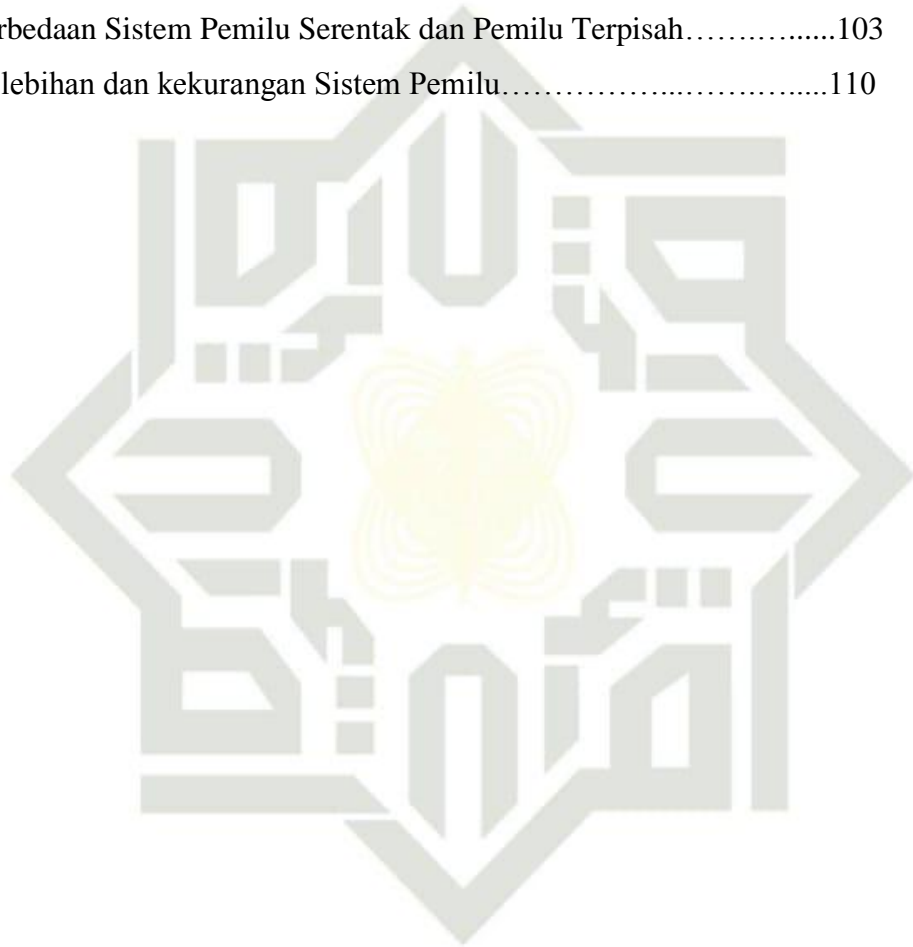 rbedaan Sistem Pemilu Serentak dan Pemilu Terpisah…….…......103
lebihan dan kekurangan Sistem Pemilu……………...…….….....110